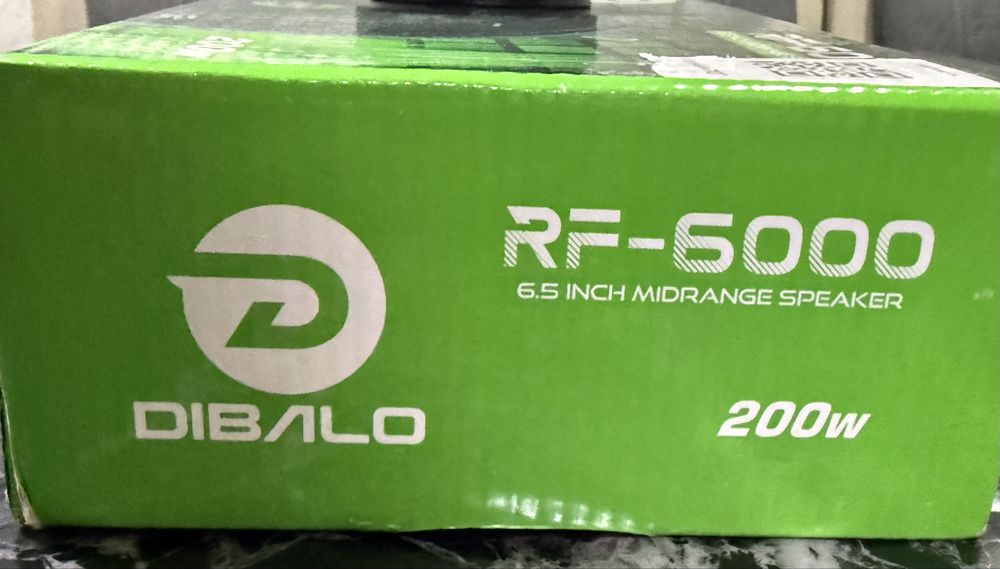 RF-6000
6.5 INCH MIDRANGE SPEAKER
DIBALO
200w